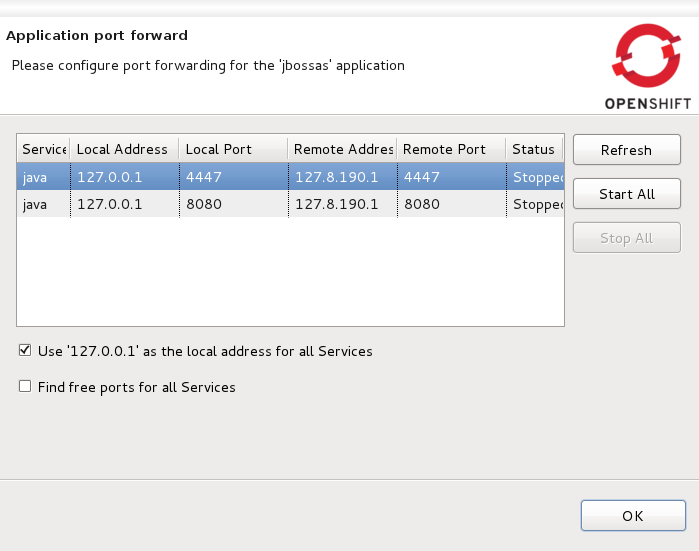 Application port forward
Please configure port forwarding for the 'jbossas' application
OPENSHIFT
Service Local Address Local Port Remote Addres Remote Port Status
java 127.0.0.1 4447 127.8.190.1 4447 Stopped
java 127.0.0.1 8080 127.8.190.1 8080 Stopped
Refresh
Start All
Stop All
Use '127.0.0.1' as the local address for all Services
Find free ports for all Services
OK